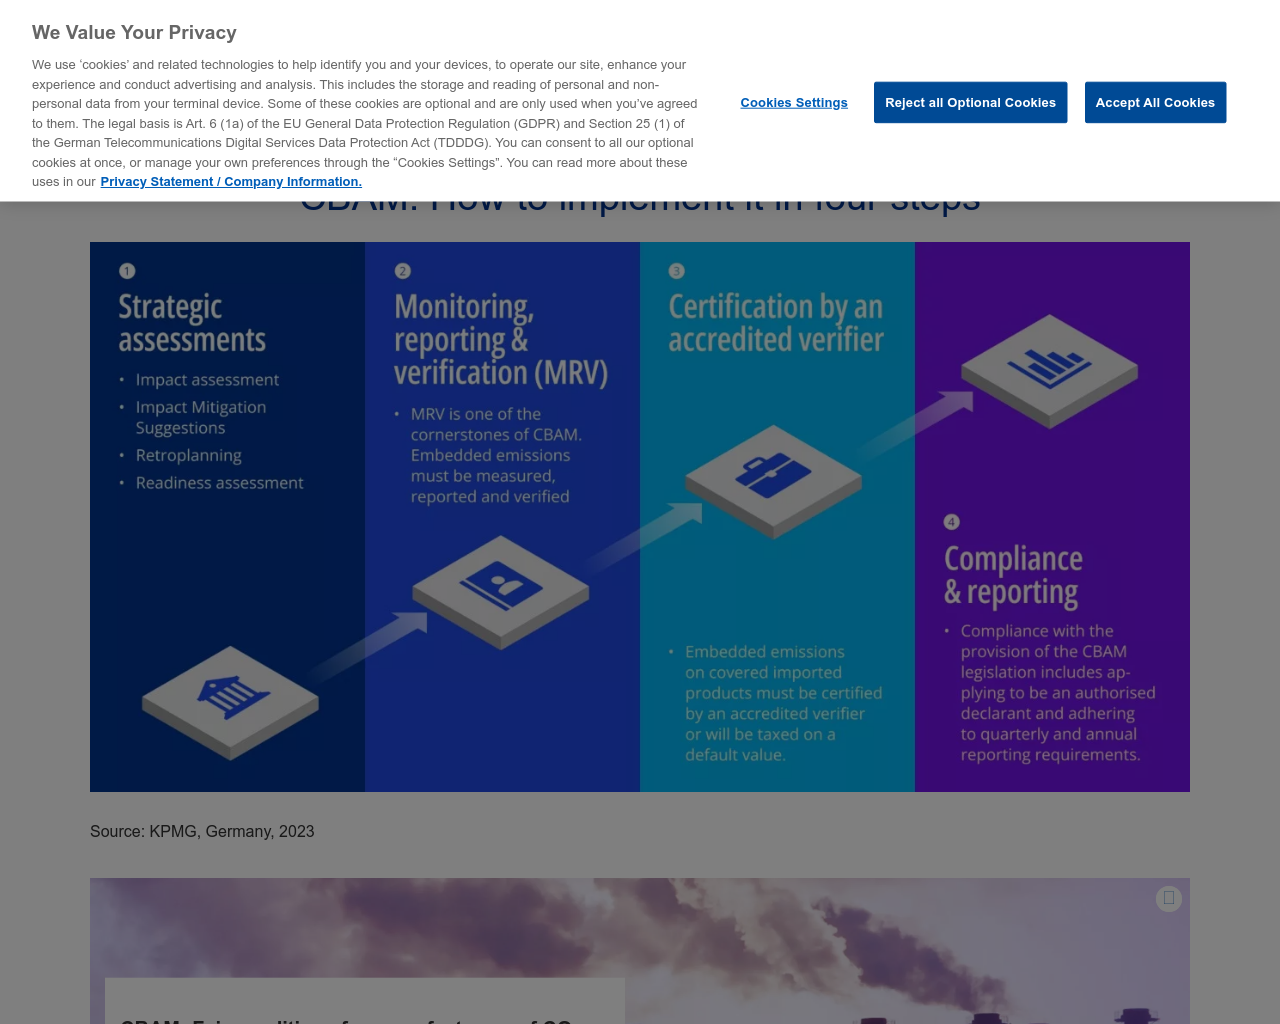 We Value Your Privacy
We use ‘cookies’ and related technologies to help identify you and your devices, to operate our site, enhance your
experience and conduct advertising and analysis. This includes the storage and reading of personal and non-
personal data from your terminal device. Some of these cookies are optional and are only used when you’ve agreed
to them. The legal basis is Art. 6 (1a) of the EU General Data Protection Regulation (GDPR) and Section 25 (1) of
the German Telecommunications Digital Services Data Protection Act (TDDDG). You can consent to all our optional
cookies at once, or manage your own preferences through the “Cookies Settings”. You can read more about these
uses in our Privacy Statement / Company Information.
Cookies Settings
Reject all Optional Cookies
Accept All Cookies
CBAM: How to implement it in four steps
1
Strategic
assessments
• Impact assessment
• Impact Mitigation
Suggestions
• Retroplanning
• Readiness assessment
2
Monitoring,
reporting &
verification (MRV)
• MRV is one of the
cornerstones of CBAM.
Embedded emissions
must be measured,
reported and verified
3
Certification by an
accredited verifier
• Embedded emissions
on covered imported
products must be certified
by an accredited verifier
or will be taxed on a
default value.
4
Compliance
& reporting
• Compliance with the
provision of the CBAM
legislation includes ap-
plying to be an authorised
declarant and adhering
to quarterly and annual
reporting requirements.
Source: KPMG, Germany, 2023